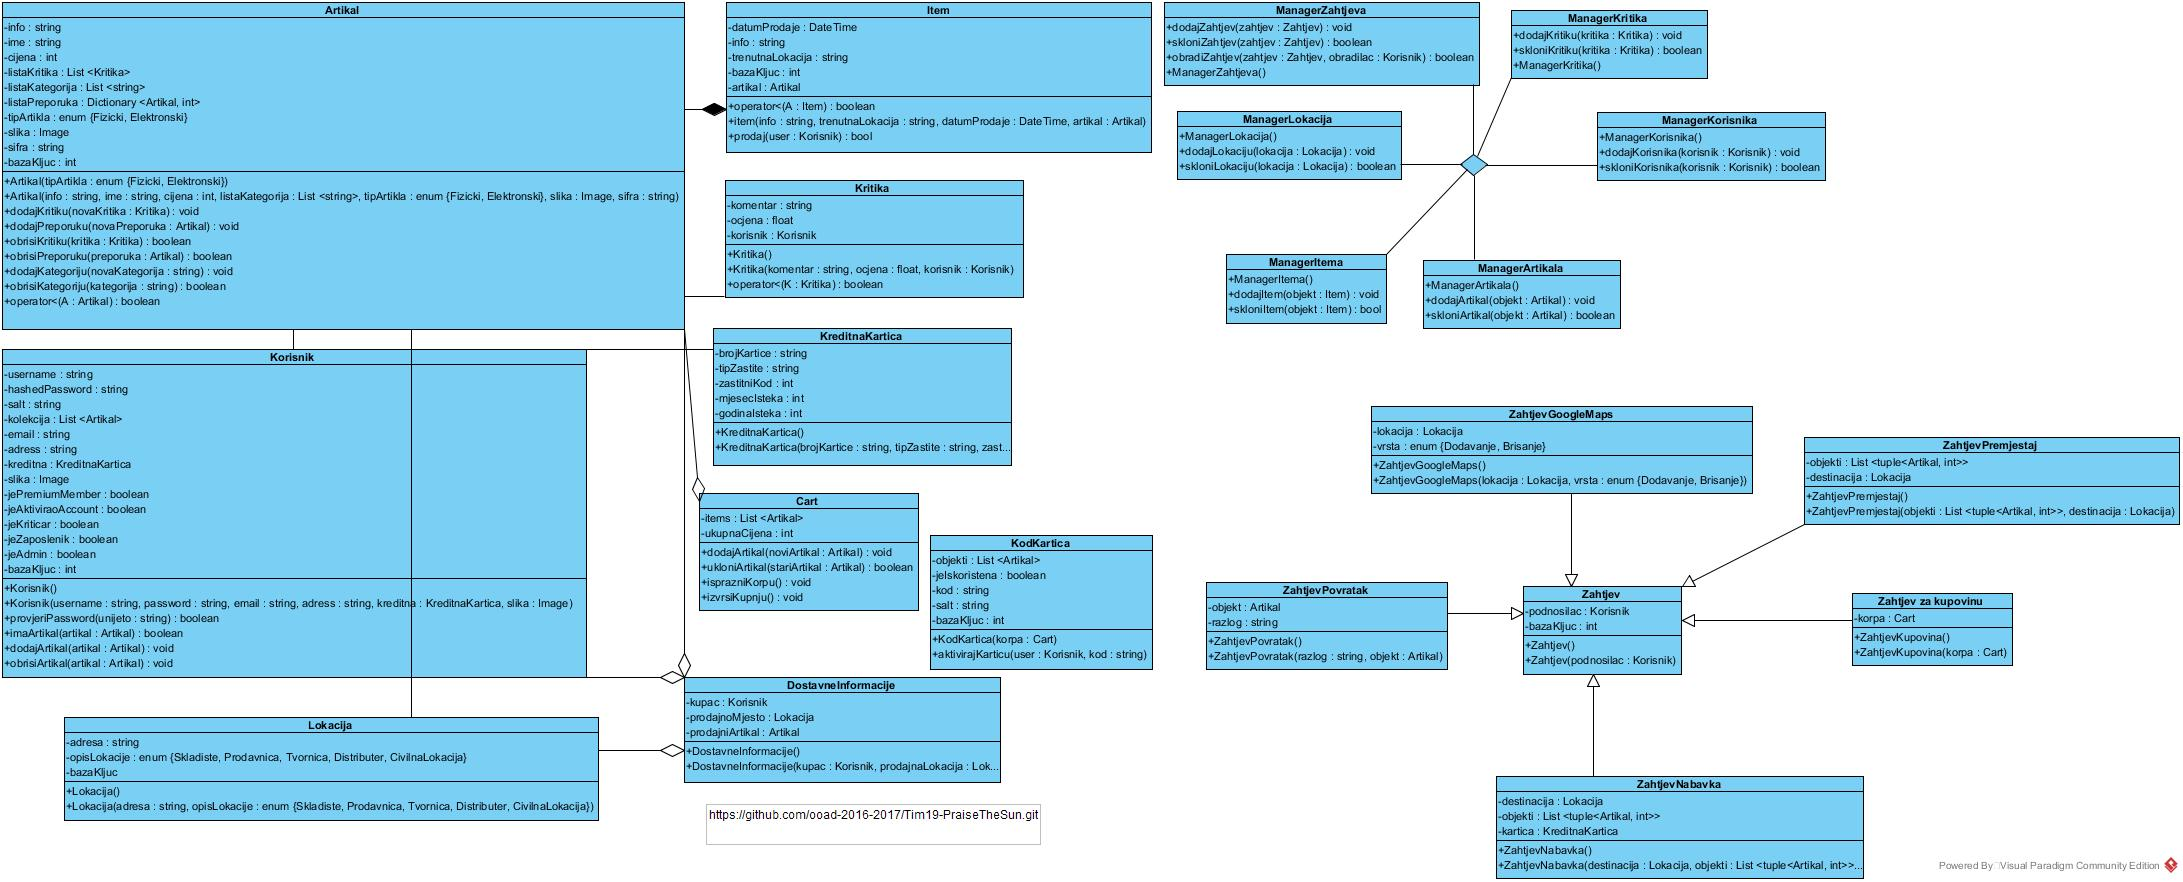 Artikal
-info : string
-ime : string
-cijena : int
-listaKritika : List <Kritika>
-listaKategorija : List <string>
-listaPreporuka : Dictionary <Artikal, int>
-tipArtikla : enum {Fizicki, Elektronski}
-slika : Image
-sifra : string
-bazaKljuc : int
+Artikal(tipArtikla : enum {Fizicki, Elektronski})
+Artikal(info : string, ime : string, cijena : int, listaKategorija : List <string>, tipArtikla : enum {Fizicki, Elektronski}, slika : Image, sifra : string)
+dodajKritiku(novaKritika : Kritika) : void
+dodajPreporuku(novaPreporuka : Artikal) : void
+obrisiKritiku(kritika : Kritika) : boolean
+obrisiPreporuku(preporuka : Artikal) : boolean
+dodajKategoriju(novaKategorija : string) : void
+obrisiKategoriju(kategorija : string) : boolean
+operator<(A : Artikal) : boolean
Item
-datumProdaje : DateTime
-info : string
-trenutnaLokacija : string
-bazaKljuc : int
-artikal : Artikal
+operator<(A : Item) : boolean
+item(info : string, trenutnaLokacija : string, datumProdaje : DateTime, artikal : Artikal)
+prodaj(user : Korisnik) : bool
Kritika
-komentar : string
-ocjena : float
-korisnik : Korisnik
+Kritika()
+Kritika(komentar : string, ocjena : float, korisnik : Korisnik)
+operator<(K : Kritika) : boolean
Korisnik
-username : string
-hashedPassword : string
-salt : string
-kolekcija : List <Artikal>
-email : string
-adress : string
-kreditna : KreditnaKartica
-slika : Image
-jePremiumMember : boolean
-jeAktiviraoAccount : boolean
-jeKriticar : boolean
-jeZaposlenik : boolean
-jeAdmin : boolean
-bazaKljuc : int
+Korisnik()
+Korisnik(username : string, password : string, email : string, adress : string, kreditna : KreditnaKartica, slika : Image)
+provjeriPassword(unijeto : string) : boolean
+imaArtikal(artikal : Artikal) : boolean
+dodajArtikal(artikal : Artikal) : void
+obrisiArtikal(artikal : Artikal) : void
KreditnaKartica
-brojKartice : string
-tipZastite : string
-zastitniKod : int
-mjesecIsteka : int
-godinaIsteka : int
+KreditnaKartica()
+KreditnaKartica(brojKartice : string, tipZastite : string, zast...
Cart
-items : List <Artikal>
-ukupnaCijena : int
+dodajArtikal(noviArtikal : Artikal) : void
+ukloniArtikal(stariArtikal : Artikal) : boolean
+isprazniKorpu() : void
+izvrsiKupnju() : void
KodKartica
-objekti : List <Artikal>
-jeIskoristena : boolean
-kod : string
-salt : string
-bazaKljuc : int
+KodKartica(korpa : Cart)
+aktivirajKarticu(user : Korisnik, kod : string)
Lokacija
-adresa : string
-opisLokacije : enum {Skladiste, Prodavnica, Tvornica, Distributer, CivilnaLokacija}
-bazaKljuc
+Lokacija()
+Lokacija(adresa : string, opisLokacije : enum {Skladiste, Prodavnica, Tvornica, Distributer, CivilnaLokacija})
DostavneInformacije
-kupac : Korisnik
-prodajnoMjesto : Lokacija
-prodajniArtikal : Artikal
+DostavneInformacije()
+DostavneInformacije(kupac : Korisnik, prodajnaLokacija : Lok...
https://github.com/ooad-2016-2017/Tim19-PraiseTheSun.git
ManagerZahtjeva
+dodajZahtjev(zahtjev : Zahtjev) : void
+skloniZahtjev(zahtjev : Zahtjev) : boolean
+obradiZahtjev(zahtjev : Zahtjev, obradilac : Korisnik) : boolean
+ManagerZahtjeva()
ManagerKritika
+dodajKritiku(kritika : Kritika) : void
+skloniKritiku(kritika : Kritika) : boolean
+ManagerKritika()
ManagerLokacija
+ManagerLokacija()
+dodajLokaciju(lokacija : Lokacija) : void
+skloniLokaciju(lokacija : Lokacija) : boolean
ManagerKorisnika
+ManagerKorisnika()
+dodajKorisnika(korisnik : Korisnik) : void
+skloniKorisnika(korisnik : Korisnik) : boolean
ManagerItema
+ManagerItema()
+dodajItem(objekt : Item) : void
+skloniItem(objekt : Item) : bool
ManagerArtikala
+ManagerArtikala()
+dodajArtikal(objekt : Artikal) : void
+skloniArtikal(objekt : Artikal) : boolean
ZahtjevGoogleMaps
-lokacija : Lokacija
-vrsta : enum {Dodavanje, Brisanje}
+ZahtjevGoogleMaps()
+ZahtjevGoogleMaps(lokacija : Lokacija, vrsta : enum {Dodavanje, Brisanje})
ZahtjevPremjestaj
-objekti : List <tuple<Artikal, int>>
-destinacija : Lokacija
+ZahtjevPremjestaj()
+ZahtjevPremjestaj(objekti : List <tuple<Artikal, int>>, destinacija : Lokacija)
ZahtjevPovratak
-objekt : Artikal
-razlog : string
+ZahtjevPovratak()
+ZahtjevPovratak(razlog : string, objekt : Artikal)
Zahtjev
-podnosilac : Korisnik
-bazaKljuc : int
+Zahtjev()
+Zahtjev(podnosilac : Korisnik)
Zahtjev za kupovinu
-korpa : Cart
+ZahtjevKupovina()
+ZahtjevKupovina(korpa : Cart)
ZahtjevNabavka
-destinacija : Lokacija
-objekti : List <tuple<Artikal, int>>
-kartica : KreditnaKartica
+ZahtjevNabavka()
+ZahtjevNabavka(destinacija : Lokacija, objekti : List <tuple<Artikal, int>>...
Powered By Visual Paradigm Community Edition